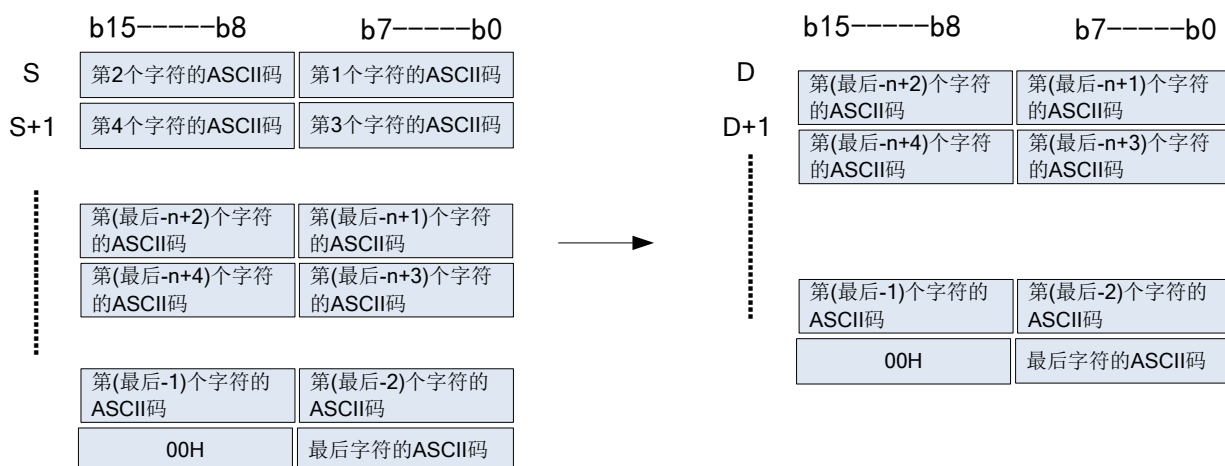 b15-----b8 b7-----b0
S 第2个字符的ASCII码 第1个字符的ASCII码
S+1 第4个字符的ASCII码 第3个字符的ASCII码
第(最后-n+2)个字符 第(最后-n+1)个字符
的ASCII码 的ASCII码
第(最后-n+4)个字符 第(最后-n+3)个字符
的ASCII码 的ASCII码
第(最后-1)个字符的 第(最后-2)个字符的
ASCII码 ASCII码
00H 最后字符的ASCII码
b15-----b8 b7-----b0
D 第(最后-n+2)个字符 第(最后-n+1)个字符
的ASCII码 的ASCII码
D+1 第(最后-n+4)个字符 第(最后-n+3)个字符
的ASCII码 的ASCII码
第(最后-1)个字符的 第(最后-2)个字符的
ASCII码 ASCII码
00H 最后字符的ASCII码